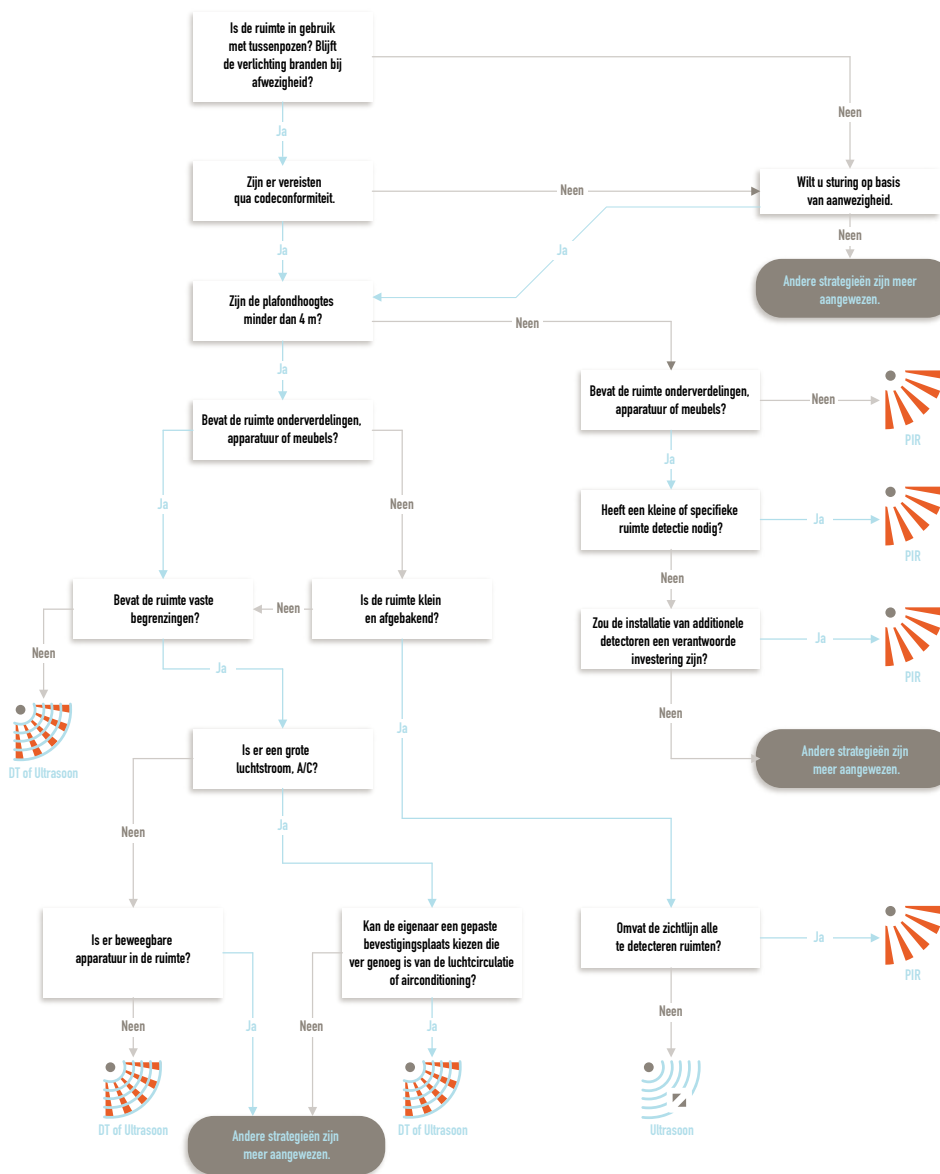 Is de ruimte in gebruik
met tussenpozen? Blijft
de verlichting branden bij
afwezigheid?
Neen
Ja
Zijn er vereisten
qua codeconformiteit.
Neen
Wilt u sturing op basis
van aanwezigheid.
Ja
Ja
Neen
Andere strategieën zijn meer
aangewezen.
Zijn de plafondhoogtes
minder dan 4 m?
Neen
Ja
Bevat de ruimte onderverdelingen,
apparatuur of meubels?
Neen
PIR
Bevat de ruimte onderverdelingen,
apparatuur of meubels?
Ja
Ja
Neen
Heeft een kleine of specifieke
ruimte detectie nodig?
Ja
PIR
Neen
Bevat de ruimte vaste
begrenzingen?
Neen
Is de ruimte klein
en afgebakend?
Zou de installatie van additionele
detectoren een verantwoorde
investering zijn?
Ja
PIR
Neen
Ja
DT of Ultrasoon
Neen
Andere strategieën zijn
meer aangewezen.
Is er een grote
luchtstroom, A/C?
Ja
Neen
Ja
Is er beweegbare
apparatuur in de ruimte?
Kan de eigenaar een gepaste
bevestigingsplaats kiezen die
ver genoeg is van de luchtcirculatie
of airconditioning?
Omvat de zichtlijn alle
te detecteren ruimten?
Ja
PIR
Neen
Ja
Neen
Ja
Neen
DT of Ultrasoon
Andere strategieën zijn
meer aangewezen.
DT of Ultrasoon
Ultrasoon